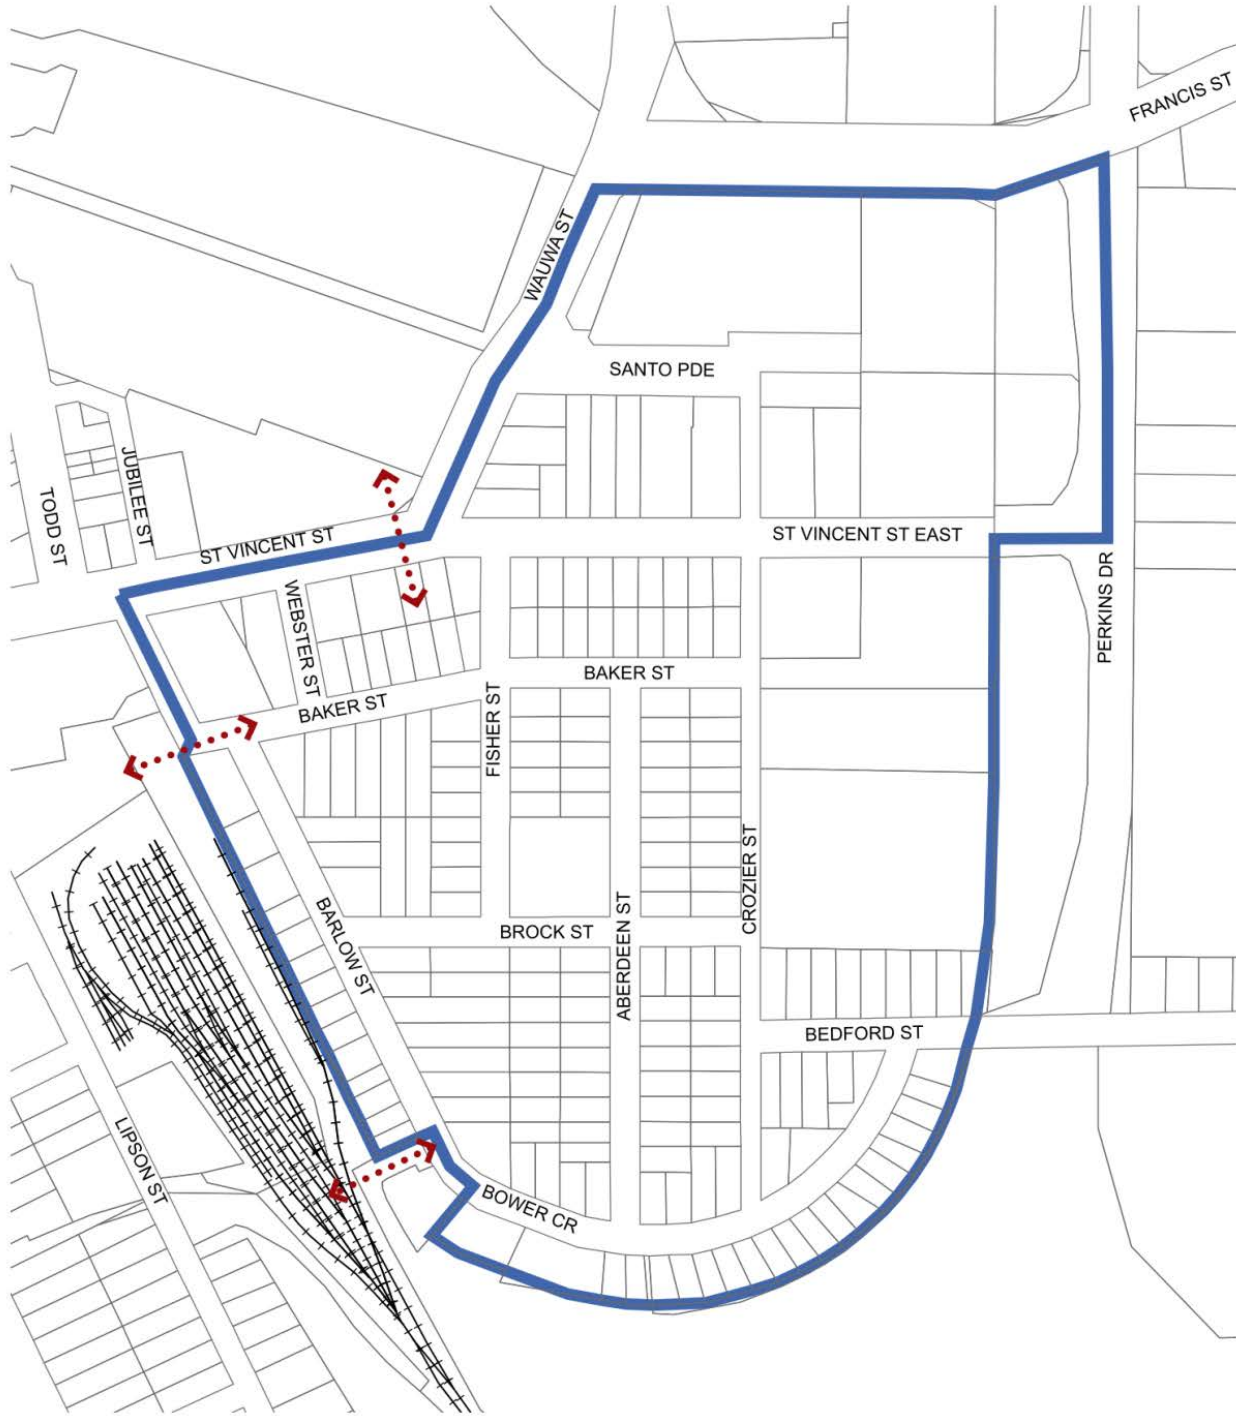 FRANCIS ST
WAUWA ST
SANTO PDE
JUBILEE ST
TODD ST
ST VINCENT ST
ST VINCENT ST EAST
WEBSTER ST
PERKINS DR
BAKER ST
BAKER ST
FISHER ST
CROZIER ST
BARLOW ST
BROCK ST
ABERDEEN ST
BEDFORD ST
LIPSON ST
BOWER CR